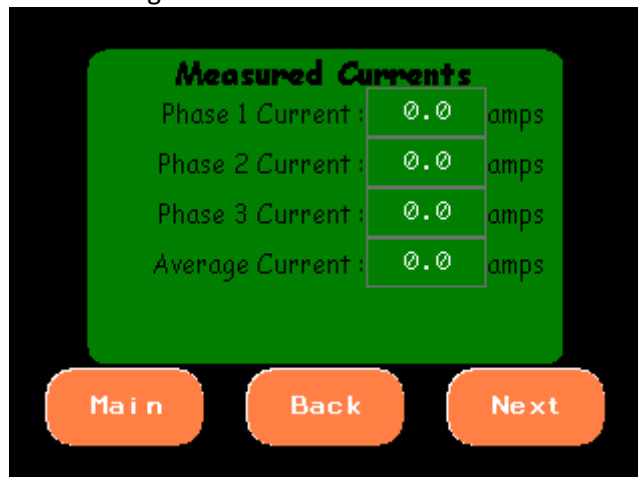 Measured Currents
Phase 1 Current : 0.0 amps
Phase 2 Current : 0.0 amps
Phase 3 Current : 0.0 amps
Average Current : 0.0 amps
Main Back Next